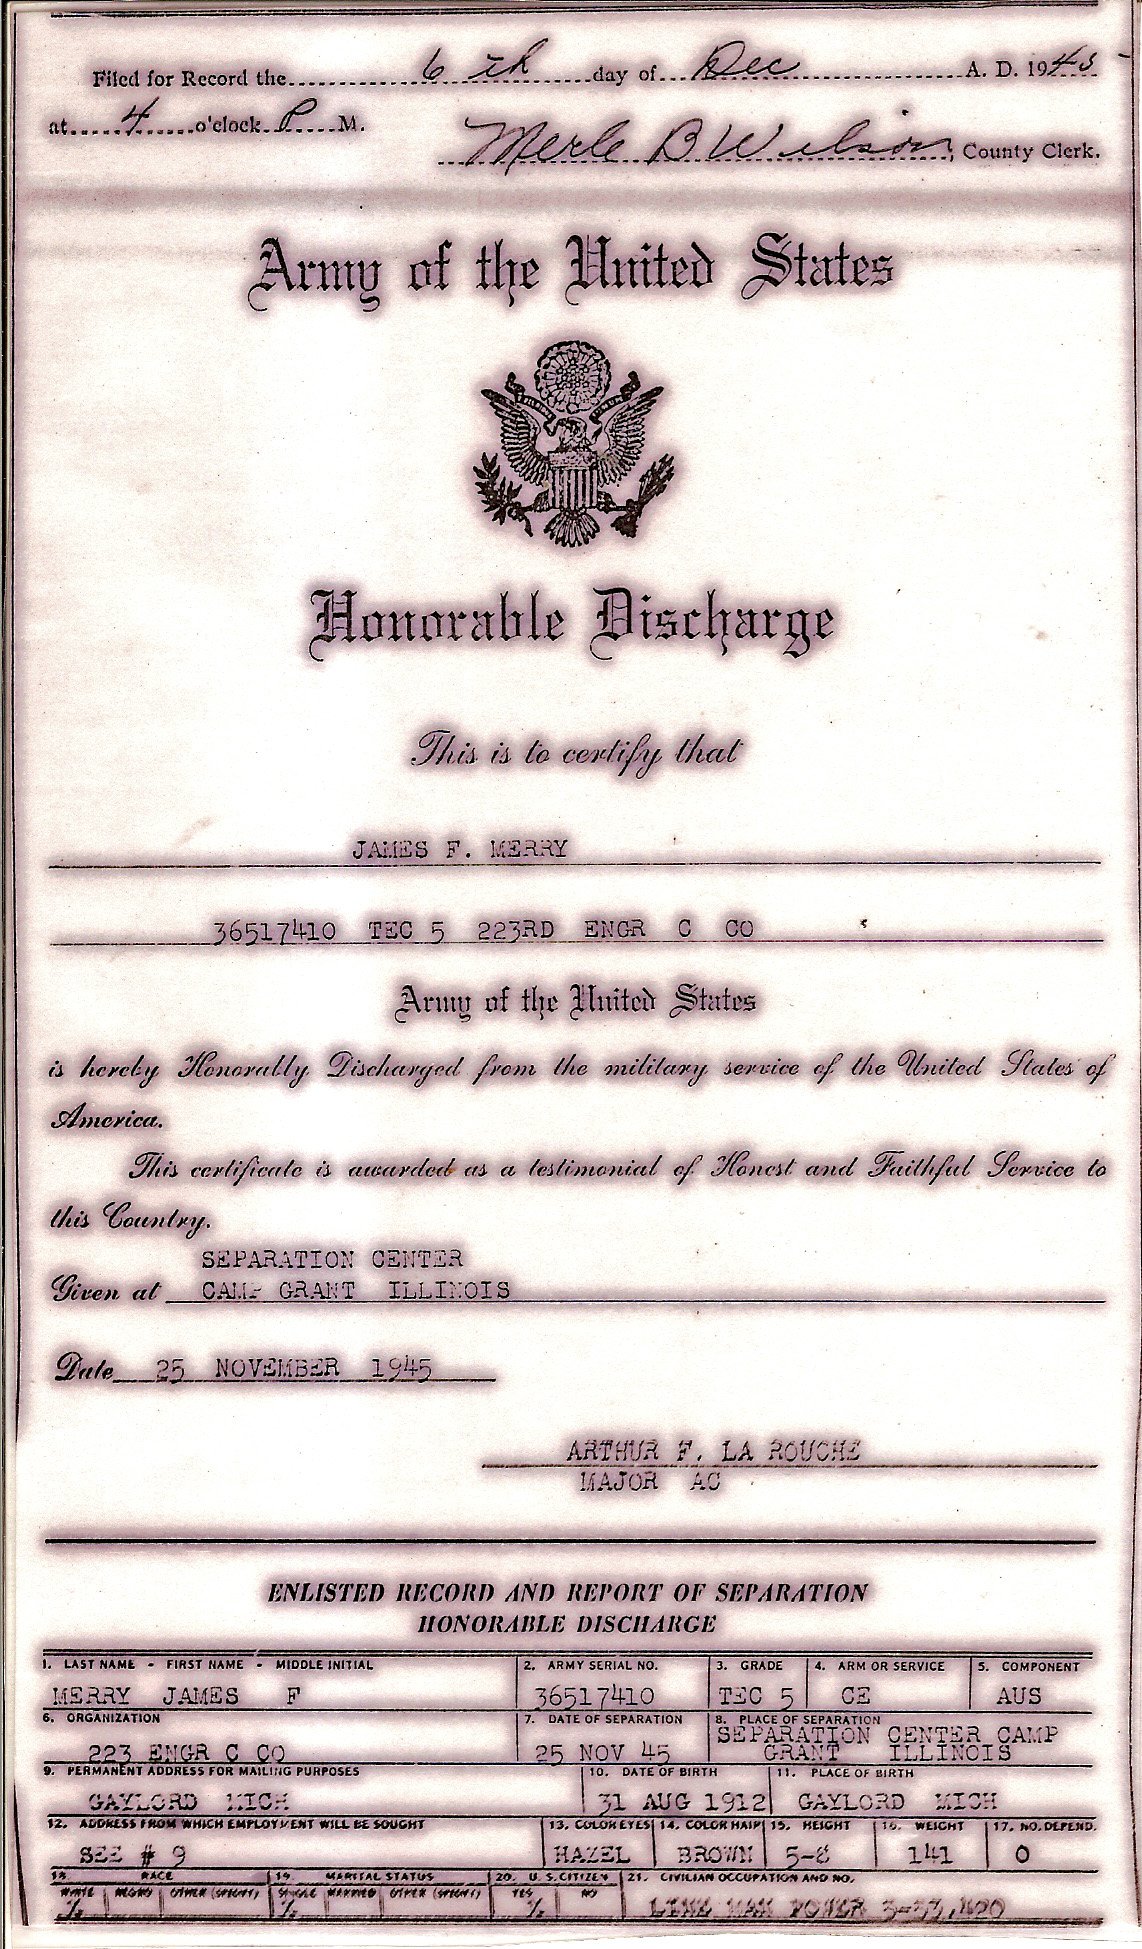 Filed for Record the 6 th day of Dec A. D. 1945
at 4 o'clock P M.
Merle B Wilson, County Clerk.
Army of the United States
Honorable Discharge
This is to certify that
JAMES F. MERRY
36517410 TEC 5 223RD ENGR C CO
Army of the United States
is hereby Honorably Discharged from the military service of the United States of
America.
This certificate is awarded as a testimonial of Honest and Faithful Service to
this Country.
SEPARATION CENTER
Given at CAMP GRANT ILLINOIS
Date 25 NOVEMBER 1945
ARTHUR F. LA ROUCHE
MAJOR AC
ENLISTED RECORD AND REPORT OF SEPARATION
HONORABLE DISCHARGE
1. LAST NAME - FIRST NAME - MIDDLE INITIAL 2. ARMY SERIAL NO. 3. GRADE 4. ARM OR SERVICE 5. COMPONENT
MERRY JAMES F 36517410 TEC 5 CE AUS
6. ORGANIZATION 7. DATE OF SEPARATION 8. PLACE OF SEPARATION
223 ENGR C CO 25 NOV 45 SEPARATION CENTER CAMP
GRANT ILLINOIS
9. PERMANENT ADDRESS FOR MAILING PURPOSES 10. DATE OF BIRTH 11. PLACE OF BIRTH
GAYLORD MICH 31 AUG 1912 GAYLORD MICH
12. ADDRESS FROM WHICH EMPLOYMENT WILL BE SOUGHT 13. COLOR EYES 14. COLOR HAIR 15. HEIGHT 16. WEIGHT 17. NO. DEPEND.
SEE # 9 HAZEL BROWN 5-8 141 0
18. RACE 19. MARITAL STATUS 20. U. S. CITIZEN 21. CIVILIAN OCCUPATION AND NO.
WHITE NEGRO OTHER (SPECIFY) SINGLE MARRIED OTHER (SPECIFY) YES NO
LINE MAN POWER 5-53.420